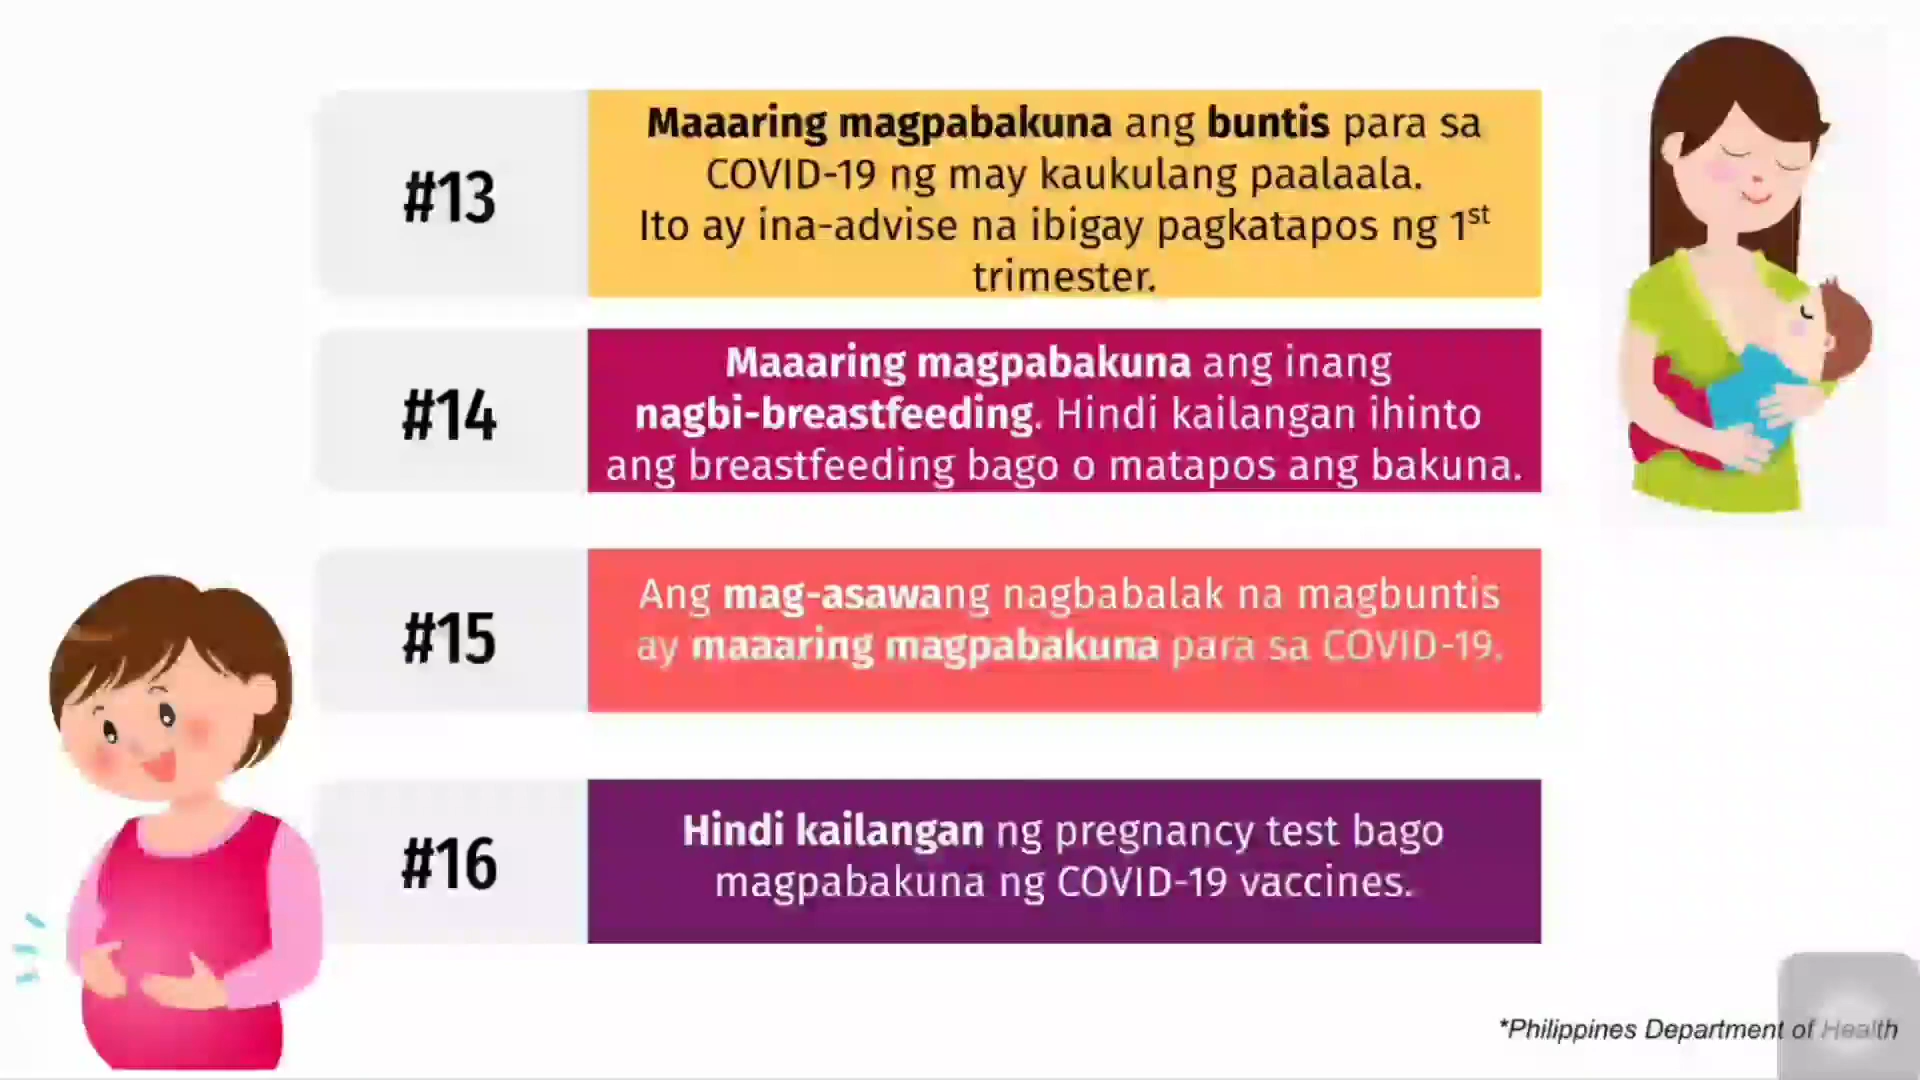 #13
Maaaring magpabakuna ang buntis para sa
COVID-19 ng may kaukulang paalaala.
Ito ay ina-advise na ibigay pagkatapos ng 1st
trimester.
#14
Maaaring magpabakuna ang inang
nagbi-breastfeeding. Hindi kailangan ihinto
ang breastfeeding bago o matapos ang bakuna.
#15
Ang mag-asawang nagbabalak na magbuntis
ay maaaring magpabakuna para sa COVID-19.
#16
Hindi kailangan ng pregnancy test bago
magpabakuna ng COVID-19 vaccines.
*Philippines Department of Health